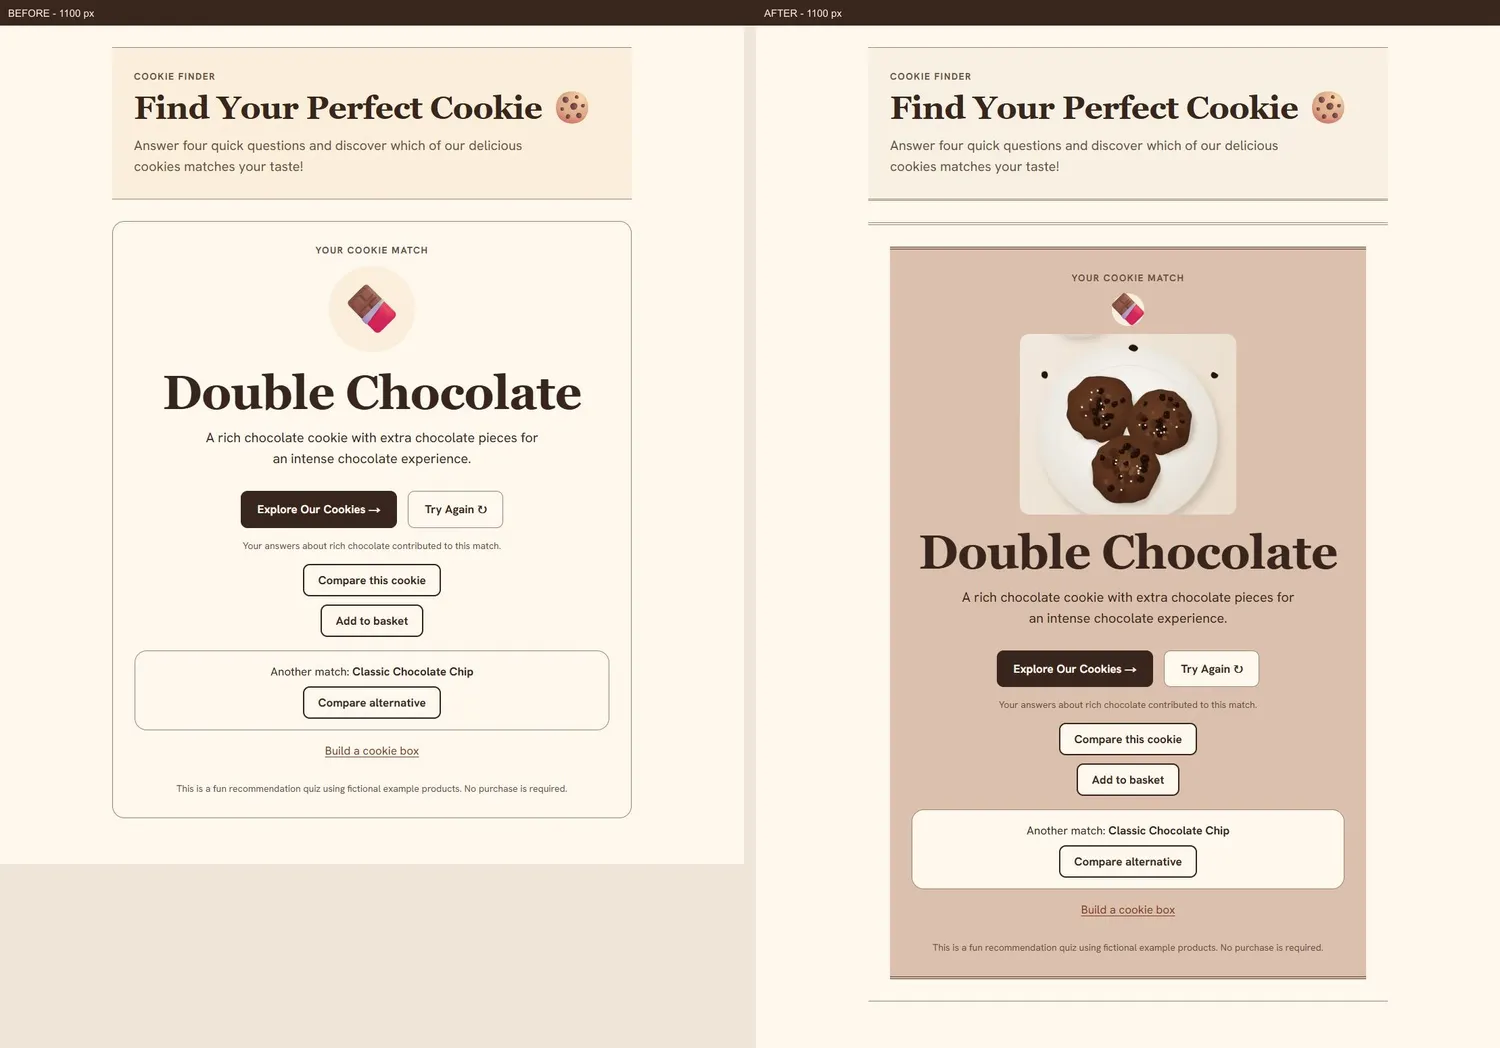 BEFORE - 1100 px
COOKIE FINDER
Find Your Perfect Cookie
Answer four quick questions and discover which of our delicious
cookies matches your taste!
YOUR COOKIE MATCH
Double Chocolate
A rich chocolate cookie with extra chocolate pieces for
an intense chocolate experience.
Explore Our Cookies →
Try Again ↻
Your answers about rich chocolate contributed to this match.
Compare this cookie
Add to basket
Another match: Classic Chocolate Chip
Compare alternative
Build a cookie box
This is a fun recommendation quiz using fictional example products. No purchase is required.
AFTER - 1100 px
COOKIE FINDER
Find Your Perfect Cookie
Answer four quick questions and discover which of our delicious
cookies matches your taste!
YOUR COOKIE MATCH
Double Chocolate
A rich chocolate cookie with extra chocolate pieces for
an intense chocolate experience.
Explore Our Cookies →
Try Again ↻
Your answers about rich chocolate contributed to this match.
Compare this cookie
Add to basket
Another match: Classic Chocolate Chip
Compare alternative
Build a cookie box
This is a fun recommendation quiz using fictional example products. No purchase is required.